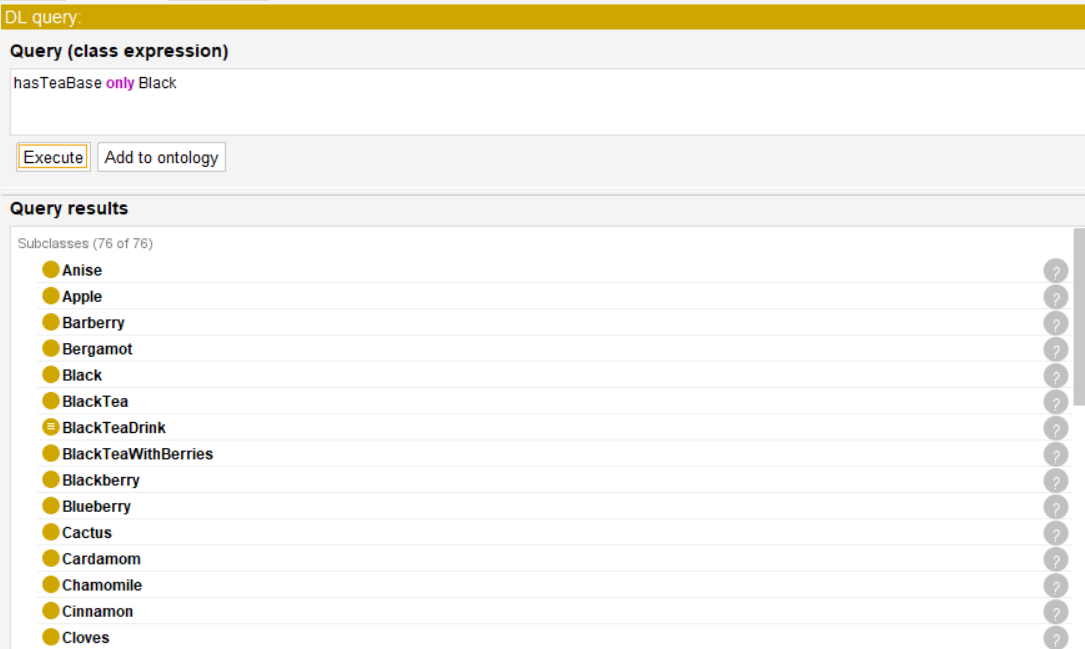 DL query:
Query (class expression)
hasTeaBase only Black
Execute Add to ontology
Query results
Subclasses (76 of 76)
Anise ?
Apple ?
Barberry ?
Bergamot ?
Black ?
BlackTea ?
BlackTeaDrink ?
BlackTeaWithBerries ?
Blackberry ?
Blueberry ?
Cactus ?
Cardamom ?
Chamomile ?
Cinnamon ?
Cloves ?